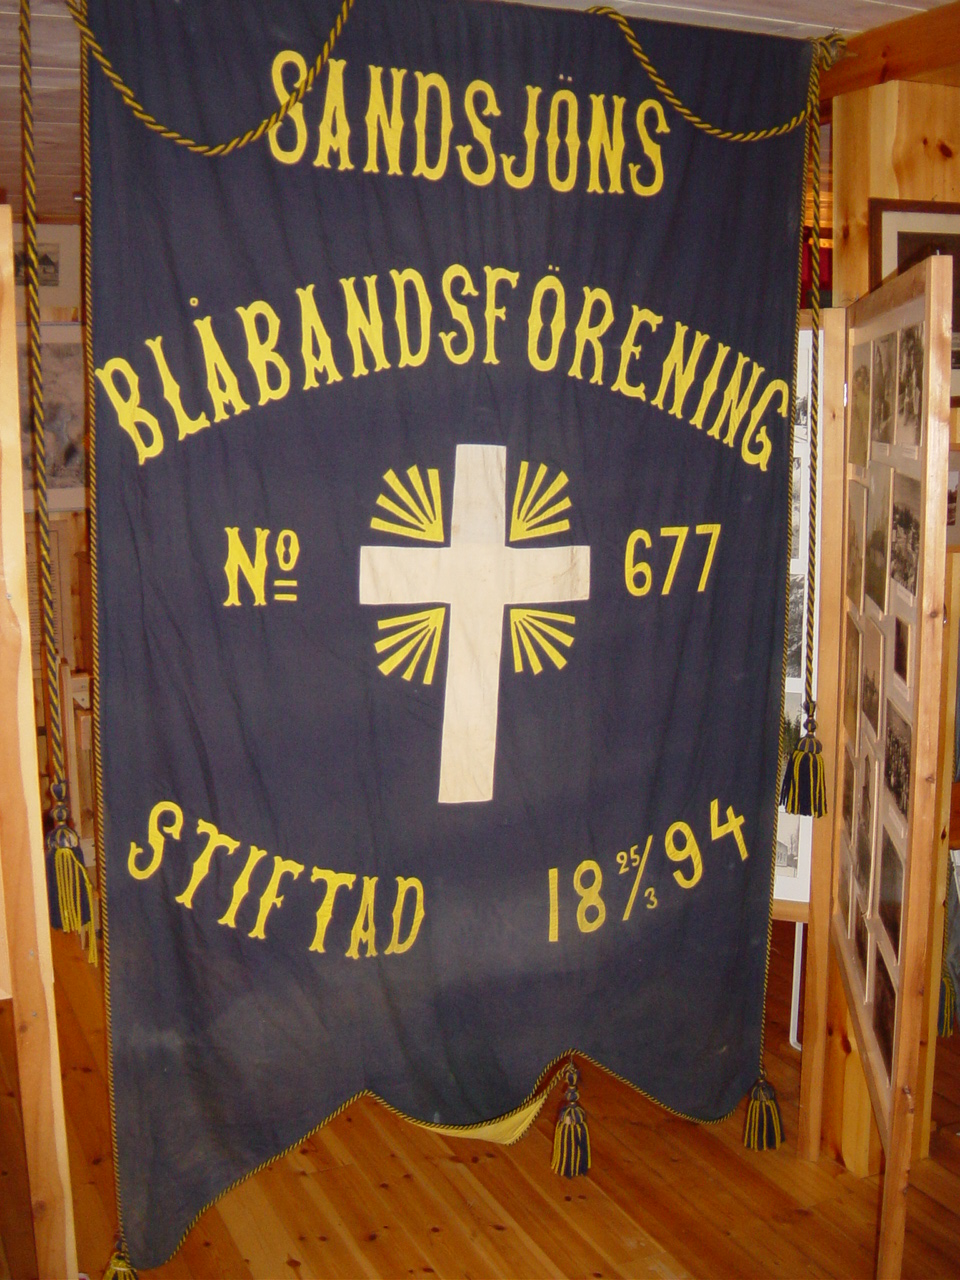 SANDSJÖNS
BLÅBANDSFÖRENING
No 677
STIFTAD 18 25/3 94